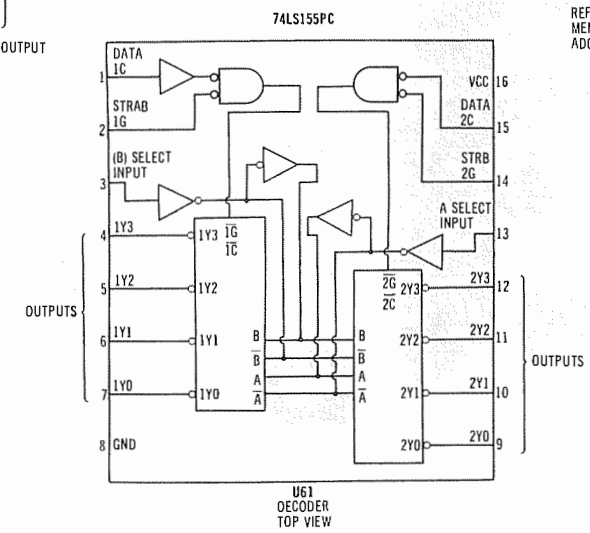 74LS155PC
REF
MEN
ADD
OUTPUT
DATA
1C
1
STRAB
1G
2
(B) SELECT
INPUT
3
4
1Y3
5
1Y2
OUTPUTS
6
1Y1
7
1Y0
8
GND
1Y3
1G
1C
1Y2
1Y1
1Y0
B
B
A
A
VCC
16
DATA
2C
15
STRB
2G
14
A SELECT
INPUT
13
2G
2C
2Y3
2Y2
2Y1
2Y0
B
B
A
A
2Y3
12
2Y2
11
OUTPUTS
2Y1
10
2Y0
9
U61
DECODER
TOP VIEW